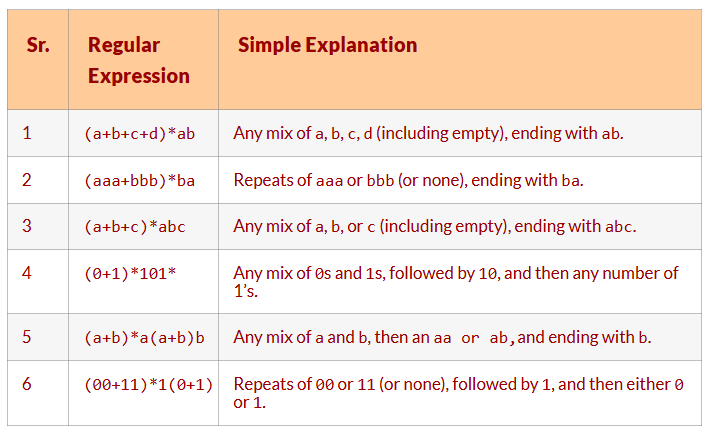 Sr. Regular Expression Simple Explanation
1 (a+b+c+d)*ab Any mix of a, b, c, d (including empty), ending with ab.
2 (aaa+bbb)*ba Repeats of aaa or bbb (or none), ending with ba.
3 (a+b+c)*abc Any mix of a, b, or c (including empty), ending with abc.
4 (0+1)*101* Any mix of 0s and 1s, followed by 10, and then any number of
1’s.
5 (a+b)*a(a+b)b Any mix of a and b, then an aa or ab, and ending with b.
6 (00+11)*1(0+1) Repeats of 00 or 11 (or none), followed by 1, and then either 0
or 1.